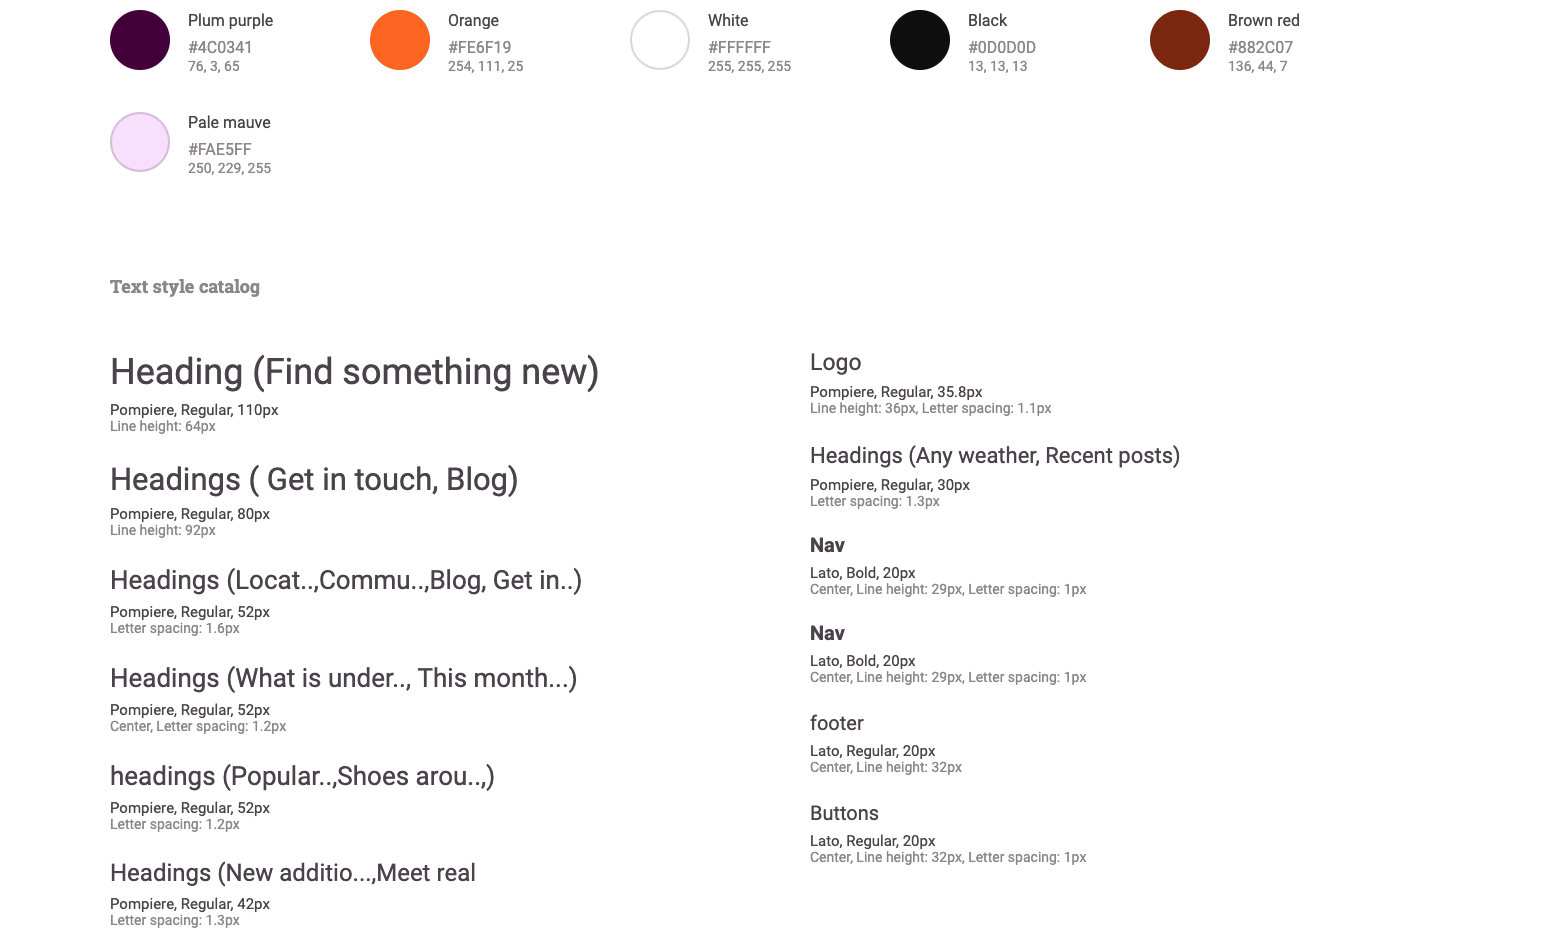 Plum purple
#4C0341
76, 3, 65
Orange
#FE6F19
254, 111, 25
White
#FFFFFF
255, 255, 255
Black
#0D0D0D
13, 13, 13
Brown red
#882C07
136, 44, 7
Pale mauve
#FAE5FF
250, 229, 255
Text style catalog
Heading (Find something new)
Pompiere, Regular, 110px
Line height: 64px
Headings ( Get in touch, Blog)
Pompiere, Regular, 80px
Line height: 92px
Headings (Locat..,Commu..,Blog, Get in..)
Pompiere, Regular, 52px
Letter spacing: 1.6px
Headings (What is under.., This month...)
Pompiere, Regular, 52px
Center, Letter spacing: 1.2px
headings (Popular..,Shoes arou..,)
Pompiere, Regular, 52px
Letter spacing: 1.2px
Headings (New additio...,Meet real
Pompiere, Regular, 42px
Letter spacing: 1.3px
Logo
Pompiere, Regular, 35.8px
Line height: 36px, Letter spacing: 1.1px
Headings (Any weather, Recent posts)
Pompiere, Regular, 30px
Letter spacing: 1.3px
Nav
Lato, Bold, 20px
Center, Line height: 29px, Letter spacing: 1px
Nav
Lato, Bold, 20px
Center, Line height: 29px, Letter spacing: 1px
footer
Lato, Regular, 20px
Center, Line height: 32px
Buttons
Lato, Regular, 20px
Center, Line height: 32px, Letter spacing: 1px